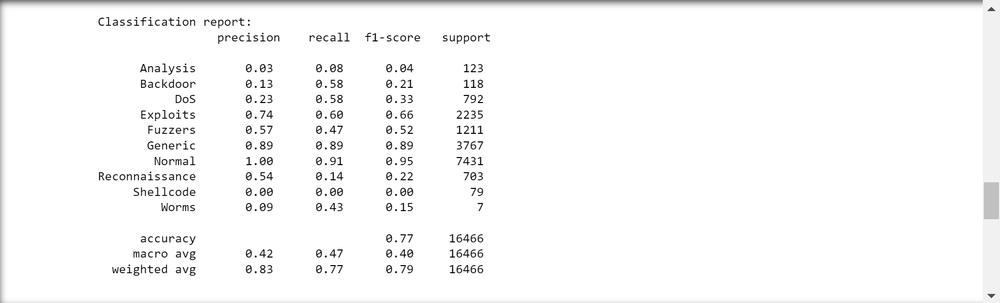 Classification report:
precision recall f1-score support
Analysis 0.03 0.08 0.04 123
Backdoor 0.13 0.58 0.21 118
DoS 0.23 0.58 0.33 792
Exploits 0.74 0.60 0.66 2235
Fuzzers 0.57 0.47 0.52 1211
Generic 0.89 0.89 0.89 3767
Normal 1.00 0.91 0.95 7431
Reconnaissance 0.54 0.14 0.22 703
Shellcode 0.00 0.00 0.00 79
Worms 0.09 0.43 0.15 7
accuracy 0.77 16466
macro avg 0.42 0.47 0.40 16466
weighted avg 0.83 0.77 0.79 16466